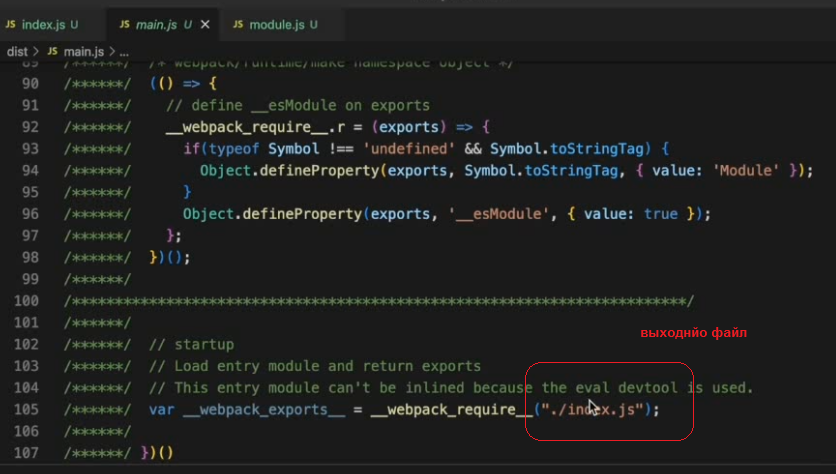 JS index.js U
JS main.js U ×
JS module.js U
dist > JS main.js > ...
89 /******/ /* webpack/runtime/make namespace object */
90 /******/ (() => {
91 /******/ // define __esModule on exports
92 /******/ __webpack_require__.r = (exports) => {
93 /******/ if(typeof Symbol !== 'undefined' && Symbol.toStringTag) {
94 /******/ Object.defineProperty(exports, Symbol.toStringTag, { value: 'Module' });
95 /******/ }
96 /******/ Object.defineProperty(exports, '__esModule', { value: true });
97 /******/ };
98 /******/ })();
99 /******/
100 /************************************************************************/
101 /******/
выходнйо файл
102 /******/ // startup
103 /******/ // Load entry module and return exports
104 /******/ // This entry module can't be inlined because the eval devtool is used.
105 /******/ var __webpack_exports__ = __webpack_require__("./index.js");
106 /******/
107 /******/ })()